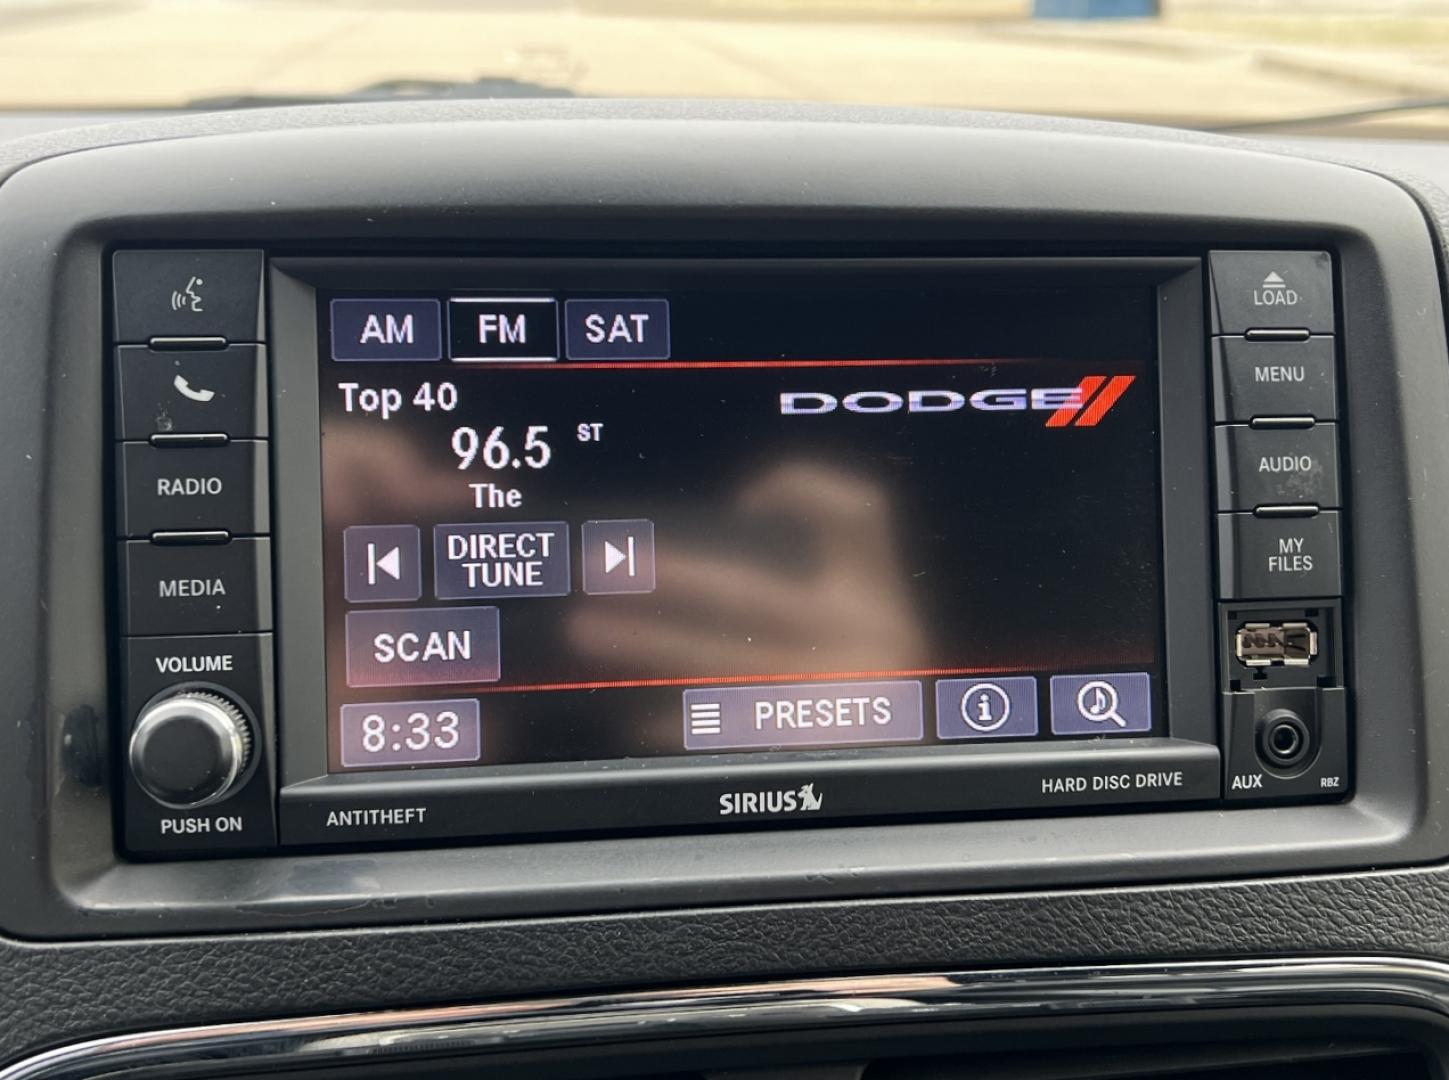 LOAD
AM FM SAT
MENU
Top 40
DODGE
96.5 ST
AUDIO
RADIO
The
DIRECT
TUNE
MY
FILES
MEDIA
SCAN
VOLUME
8:33
PRESETS
i
HARD DISC DRIVE
AUX
RBZ
SIRIUS
ANTITHEFT
PUSH ON